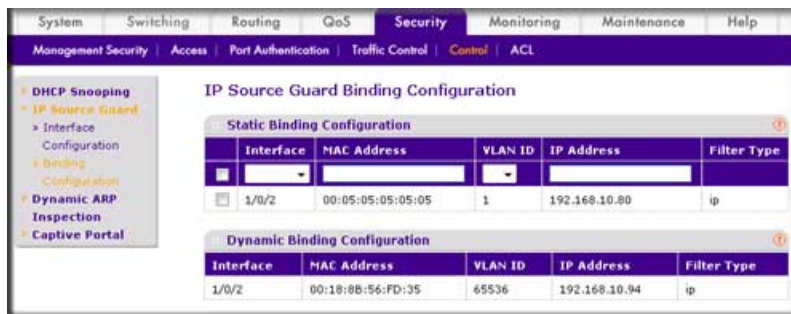 System Switching Routing QoS Security Monitoring Maintenance Help
Management Security | Access | Port Authentication | Traffic Control | Control | ACL
DHCP Snooping
IP Source Guard
» Interface
Configuration
» Binding
Configuration
Dynamic ARP
Inspection
Captive Portal
IP Source Guard Binding Configuration
Static Binding Configuration
Interface MAC Address VLAN ID IP Address Filter Type
1/0/2 00:05:05:05:05:05 1 192.168.10.80 ip
Dynamic Binding Configuration
Interface MAC Address VLAN ID IP Address Filter Type
1/0/2 00:18:8B:56:FD:35 65536 192.168.10.94 ip